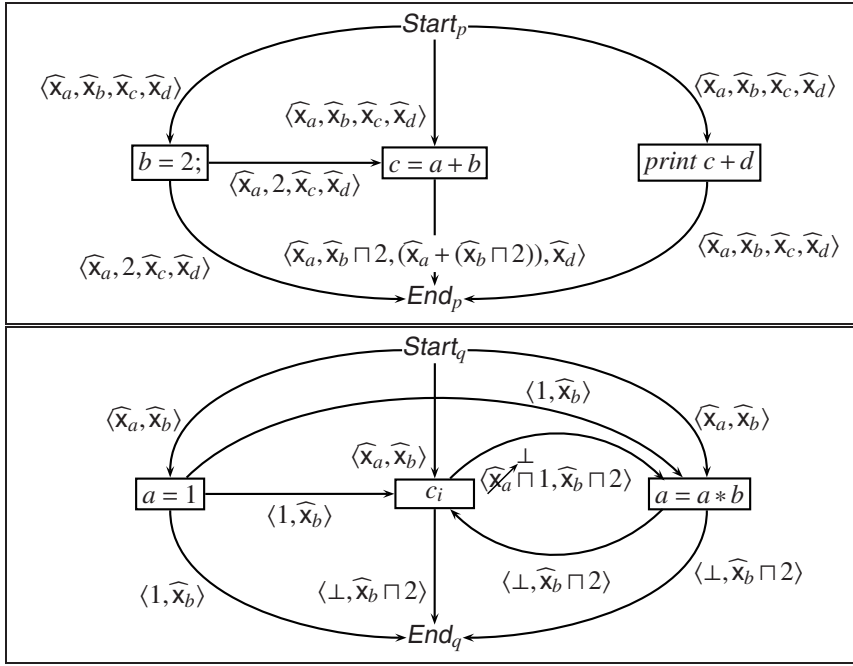 Start_p
⟨x̂_a, x̂_b, x̂_c, x̂_d⟩
⟨x̂_a, x̂_b, x̂_c, x̂_d⟩
⟨x̂_a, x̂_b, x̂_c, x̂_d⟩
b = 2;
c = a + b
print c + d
⟨x̂_a, 2, x̂_c, x̂_d⟩
⟨x̂_a, 2, x̂_c, x̂_d⟩
⟨x̂_a, x̂_b ⊓ 2, (x̂_a + (x̂_b ⊓ 2)), x̂_d⟩
⟨x̂_a, x̂_b, x̂_c, x̂_d⟩
End_p
Start_q
⟨1, x̂_b⟩
⟨x̂_a, x̂_b⟩
⟨x̂_a, x̂_b⟩
⟨x̂_a, x̂_b⟩
⊥
⟨x̂_a ⊓ 1, x̂_b ⊓ 2⟩
a = 1
c_i
a = a * b
⟨1, x̂_b⟩
⟨1, x̂_b⟩
⟨⊥, x̂_b ⊓ 2⟩
⟨⊥, x̂_b ⊓ 2⟩
⟨⊥, x̂_b ⊓ 2⟩
End_q